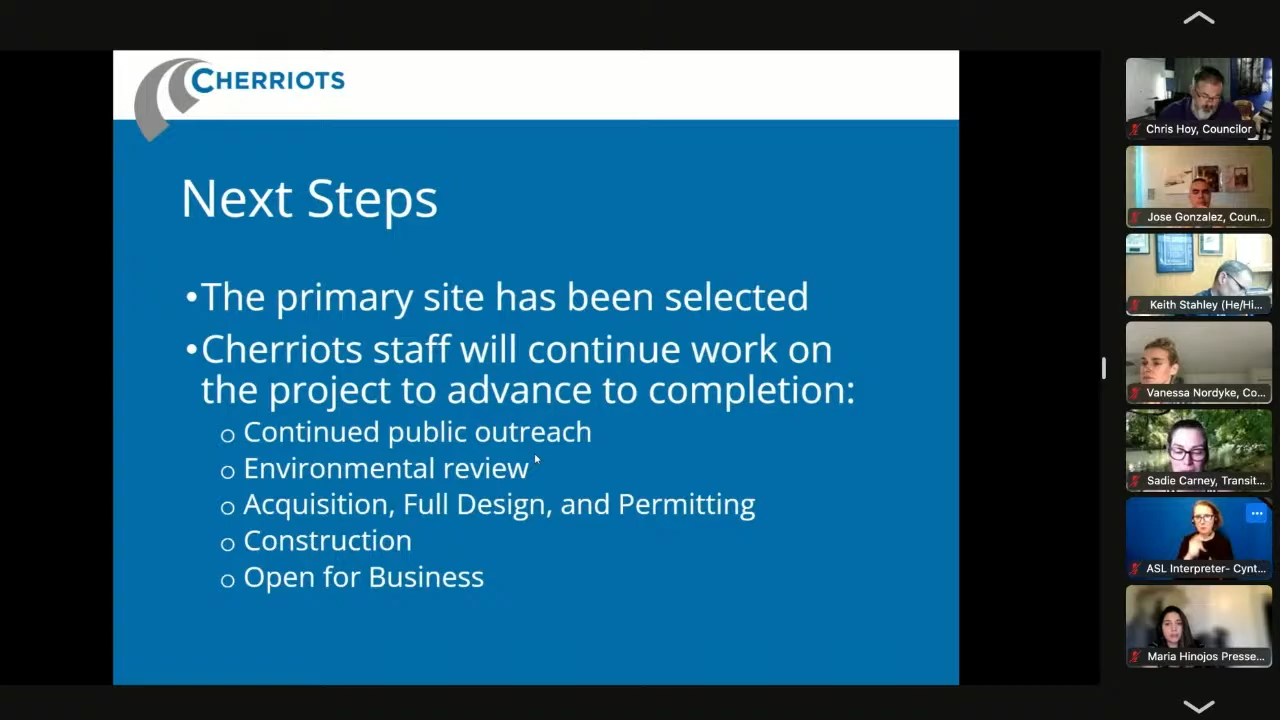 CHERRIOTS
Next Steps
•The primary site has been selected
•Cherriots staff will continue work on
the project to advance to completion:
o Continued public outreach
o Environmental review
o Acquisition, Full Design, and Permitting
o Construction
o Open for Business
Chris Hoy, Councilor
Jose Gonzalez, Coun...
Keith Stahley (He/Hi...
Vanessa Nordyke, Co...
Sadie Carney, Transit...
ASL Interpreter- Cynt...
Maria Hinojos Presse...